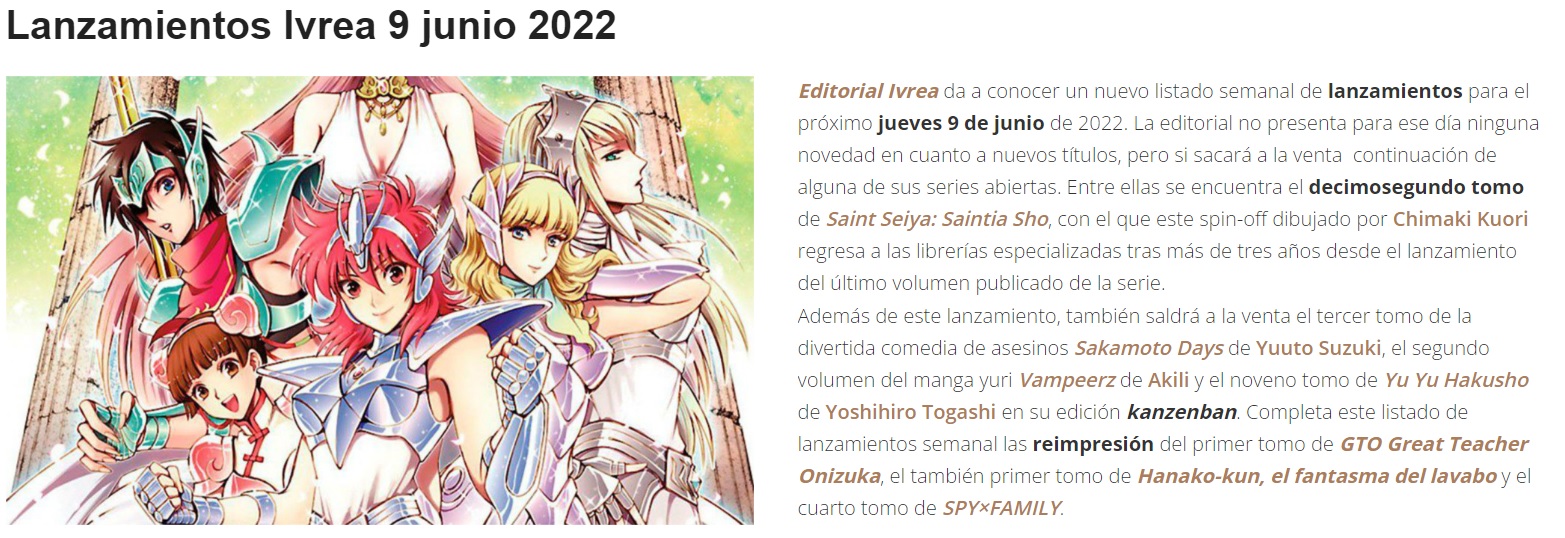 Lanzamientos Ivrea 9 junio 2022
Editorial Ivrea da a conocer un nuevo listado semanal de lanzamientos para el
próximo jueves 9 de junio de 2022. La editorial no presenta para ese día ninguna
novedad en cuanto a nuevos títulos, pero si sacará a la venta continuación de
alguna de sus series abiertas. Entre ellas se encuentra el decimosegundo tomo
de Saint Seiya: Saintia Sho, con el que este spin-off dibujado por Chimaki Kuori
regresa a las librerías especializadas tras más de tres años desde el lanzamiento
del último volumen publicado de la serie.
Además de este lanzamiento, también saldrá a la venta el tercer tomo de la
divertida comedia de asesinos Sakamoto Days de Yuuto Suzuki, el segundo
volumen del manga yuri Vampeerz de Akili y el noveno tomo de Yu Yu Hakusho
de Yoshihiro Togashi en su edición kanzenban. Completa este listado de
lanzamientos semanal las reimpresión del primer tomo de GTO Great Teacher
Onizuka, el también primer tomo de Hanako-kun, el fantasma del lavabo y el
cuarto tomo de SPY×FAMILY.